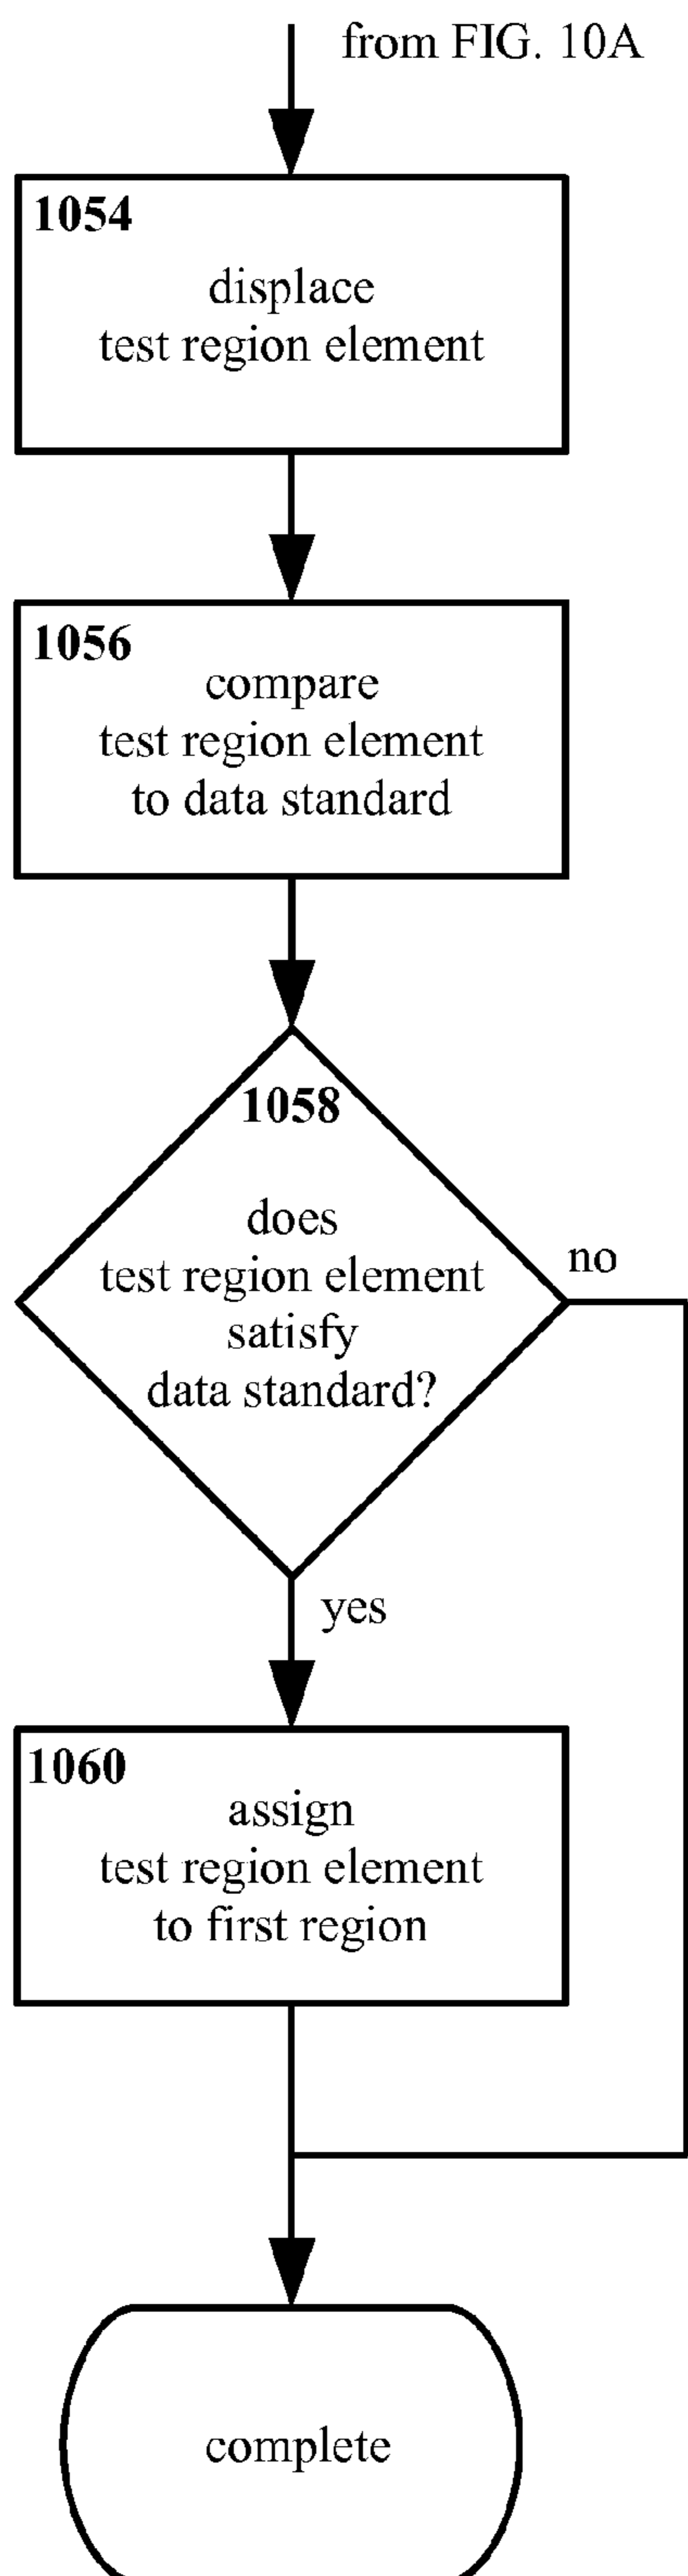 from FIG. 10A
1054
displace
test region element
1056
compare
test region element
to data standard
1058
does
test region element
satisfy
data standard?
no
yes
1060
assign
test region element
to first region
complete